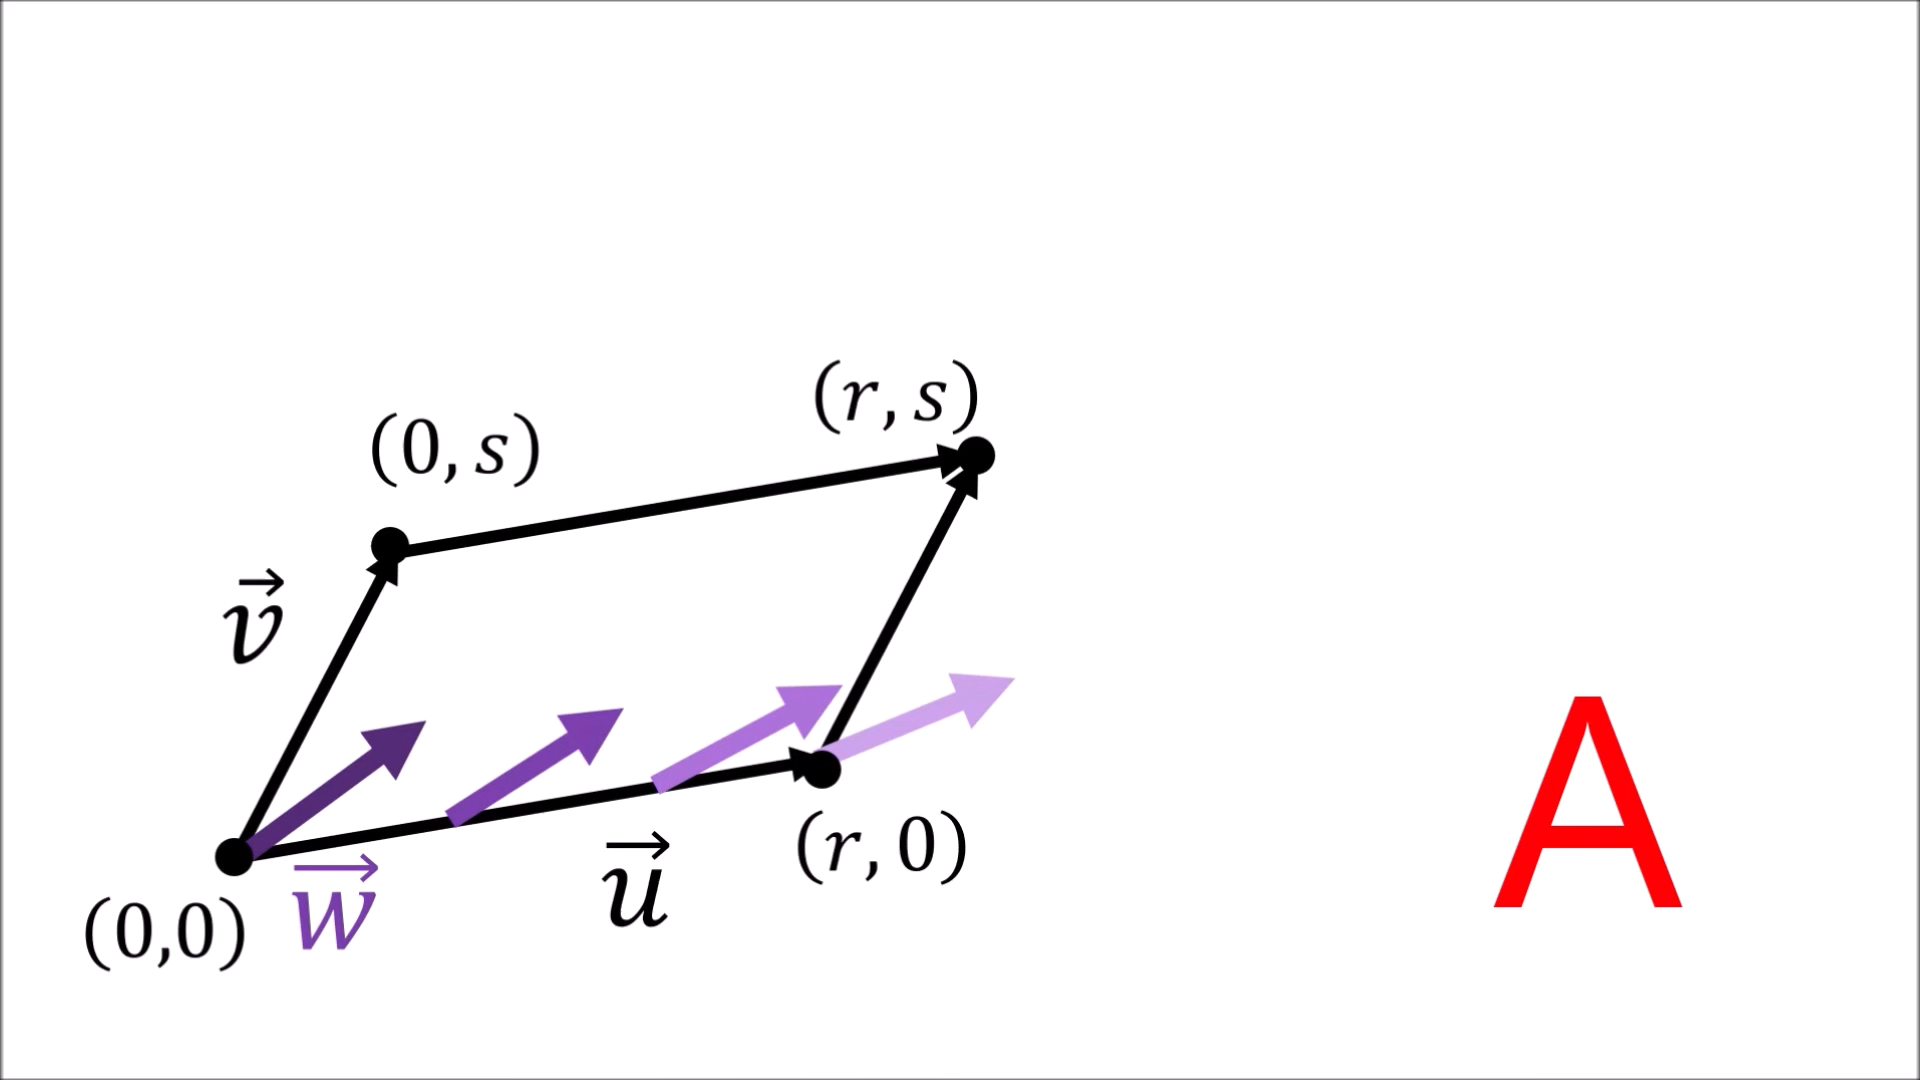 (r, s)
(0, s)
v⃗
(r, 0)
u⃗
(0,0)
w⃗
A